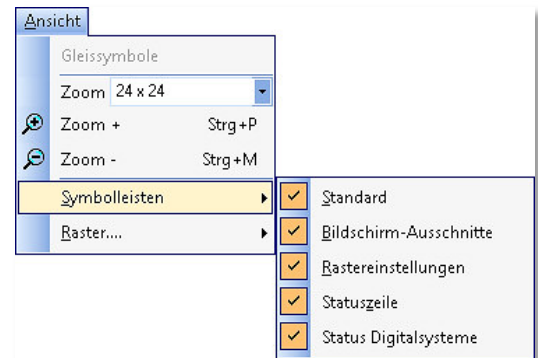 Ansicht
Gleissymbole
Zoom 24 x 24
Zoom + Strg+P
Zoom - Strg+M
Symbolleisten
Raster....
Standard
Bildschirm-Ausschnitte
Rastereinstellungen
Statuszeile
Status Digitalsysteme